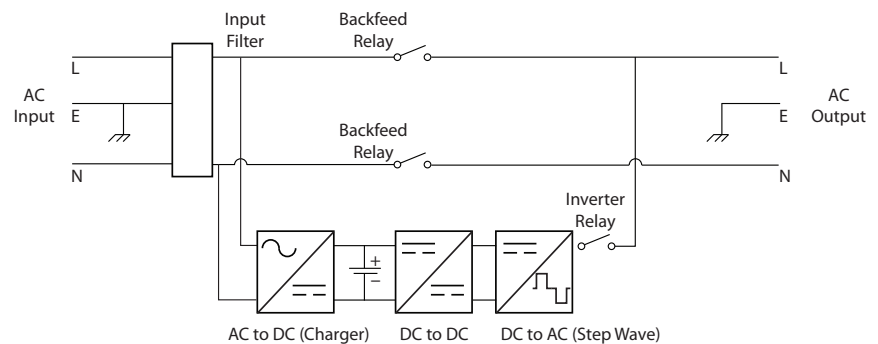 Input
Filter
Backfeed
Relay
L
L
AC
Input
E
E
AC
Output
Backfeed
Relay
N
N
Inverter
Relay
+
−
AC to DC (Charger)
DC to DC
DC to AC (Step Wave)